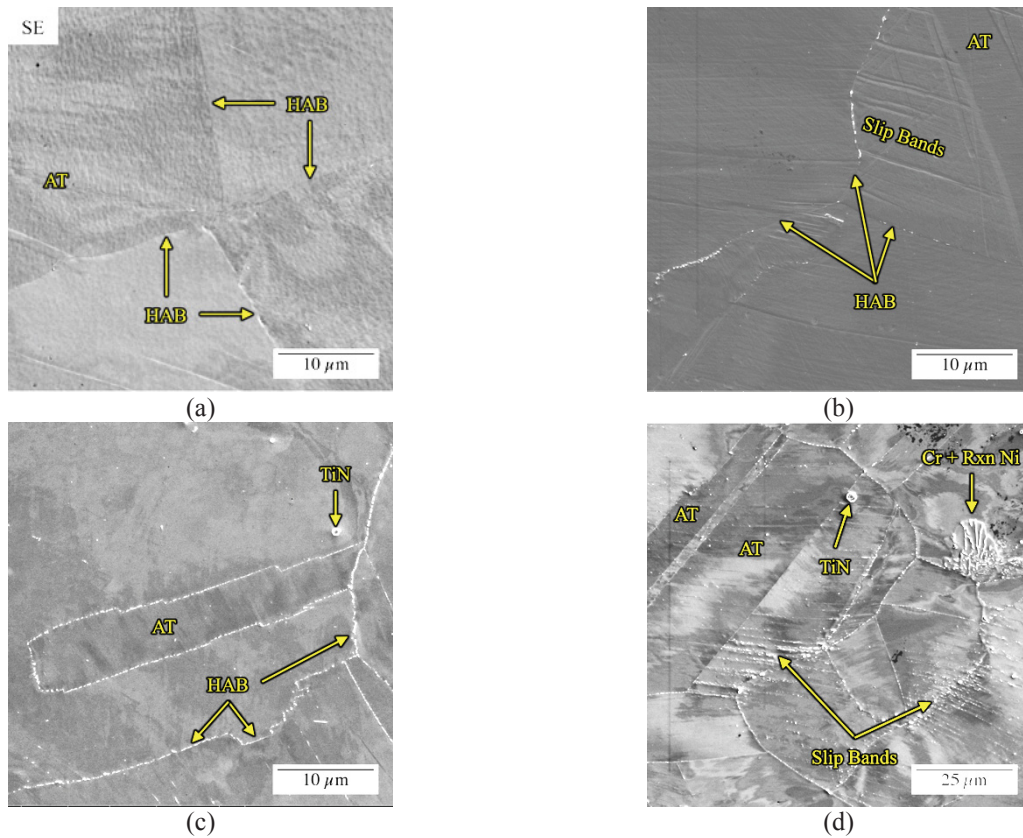 SE
HAB
AT
HAB
10 µm
(a)
AT
Slip Bands
HAB
10 µm
(b)
TiN
AT
HAB
10 µm
(c)
Cr + Rxn Ni
AT
AT
TiN
Slip Bands
25 µm
(d)